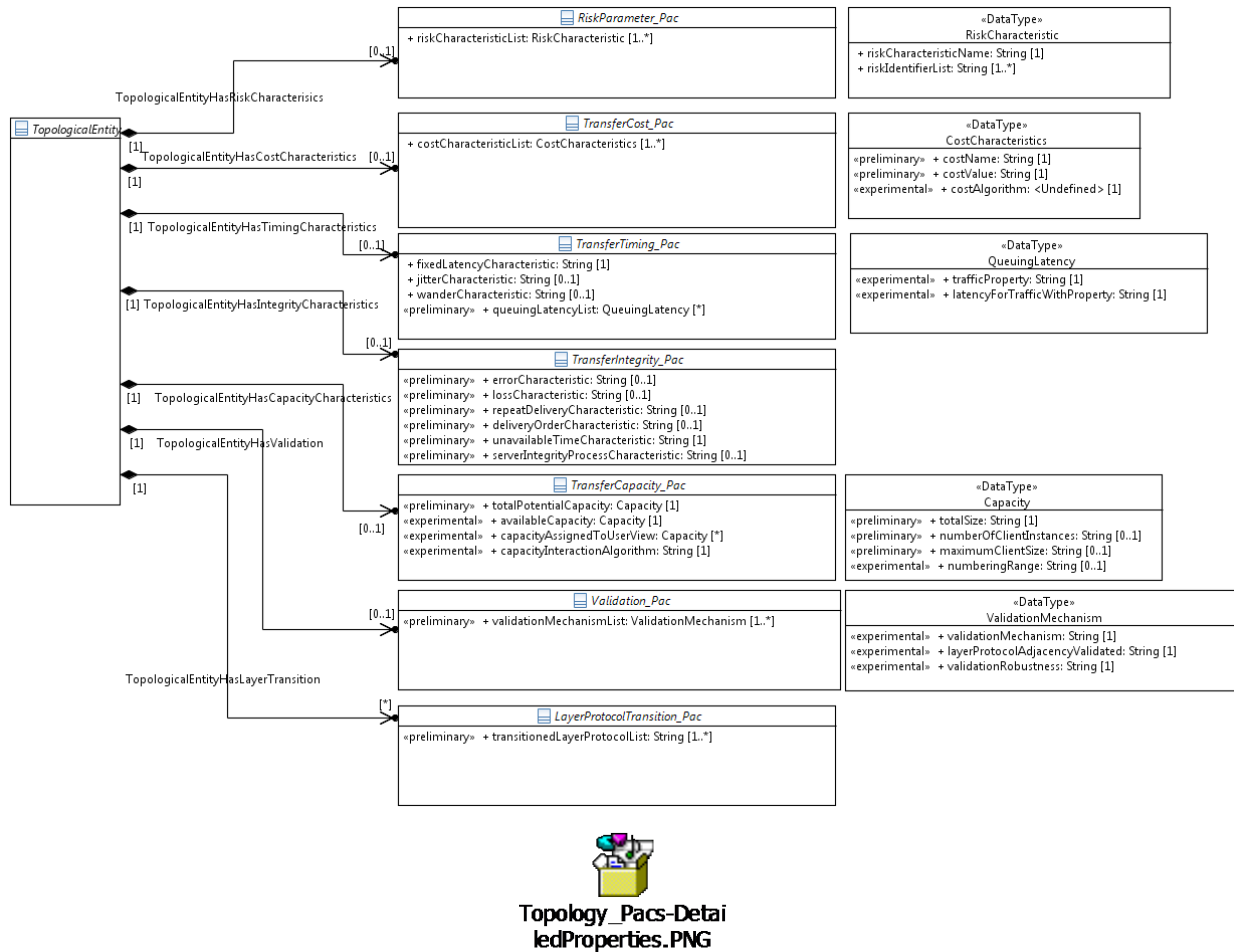 RiskParameter_Pac
+ riskCharacteristicList: RiskCharacteristic [1..*]
«DataType»
RiskCharacteristic
+ riskCharacteristicName: String [1]
+ riskIdentifierList: String [1..*]
[0..1]
TopologicalEntityHasRiskCharacterisics
TopologicalEntity
[1]
TransferCost_Pac
+ costCharacteristicList: CostCharacteristics [1..*]
«DataType»
CostCharacteristics
«preliminary» + costName: String [1]
«preliminary» + costValue: String [1]
«experimental» + costAlgorithm: <Undefined> [1]
TopologicalEntityHasCostCharacteristics
[0..1]
[1]
[1] TopologicalEntityHasTimingCharacteristics
[0..1]
TransferTiming_Pac
+ fixedLatencyCharacteristic: String [1]
+ jitterCharacteristic: String [0..1]
+ wanderCharacteristic: String [0..1]
«preliminary» + queuingLatencyList: QueuingLatency [*]
«DataType»
QueuingLatency
«experimental» + trafficProperty: String [1]
«experimental» + latencyForTrafficWithProperty: String [1]
[1] TopologicalEntityHasIntegrityCharacteristics
[0..1]
TransferIntegrity_Pac
«preliminary» + errorCharacteristic: String [0..1]
«preliminary» + lossCharacteristic: String [0..1]
«preliminary» + repeatDeliveryCharacteristic: String [0..1]
«preliminary» + deliveryOrderCharacteristic: String [0..1]
«preliminary» + unavailableTimeCharacteristic: String [1]
«preliminary» + serverIntegrityProcessCharacteristic: String [0..1]
[1] TopologicalEntityHasCapacityCharacteristics
[1] TopologicalEntityHasValidation
[1]
[0..1]
TransferCapacity_Pac
«preliminary» + totalPotentialCapacity: Capacity [1]
«experimental» + availableCapacity: Capacity [1]
«experimental» + capacityAssignedToUserView: Capacity [*]
«experimental» + capacityInteractionAlgorithm: String [1]
«DataType»
Capacity
«preliminary» + totalSize: String [1]
«preliminary» + numberOfClientInstances: String [0..1]
«preliminary» + maximumClientSize: String [0..1]
«experimental» + numberingRange: String [0..1]
[0..1]
Validation_Pac
«preliminary» + validationMechanismList: ValidationMechanism [1..*]
«DataType»
ValidationMechanism
«experimental» + validationMechanism: String [1]
«experimental» + layerProtocolAdjacencyValidated: String [1]
«experimental» + validationRobustness: String [1]
TopologicalEntityHasLayerTransition
[*]
LayerProtocolTransition_Pac
«preliminary» + transitionedLayerProtocolList: String [1..*]
Topology_Pacs-Detai
ledProperties.PNG